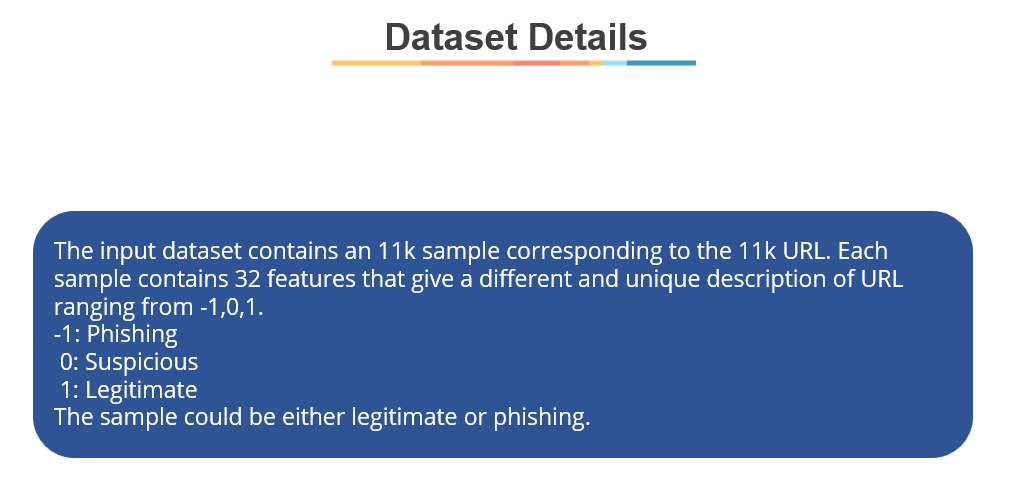 Dataset Details
The input dataset contains an 11k sample corresponding to the 11k URL. Each
sample contains 32 features that give a different and unique description of URL
ranging from -1,0,1.
-1: Phishing
0: Suspicious
1: Legitimate
The sample could be either legitimate or phishing.